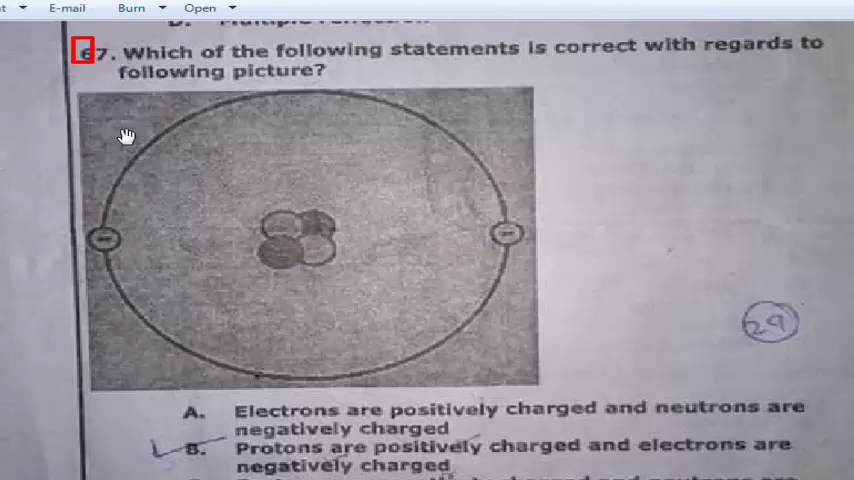 E-mail Burn Open
67. Which of the following statements is correct with regards to
following picture?
29
A. Electrons are positively charged and neutrons are
negatively charged
B. Protons are positively charged and electrons are
negatively charged